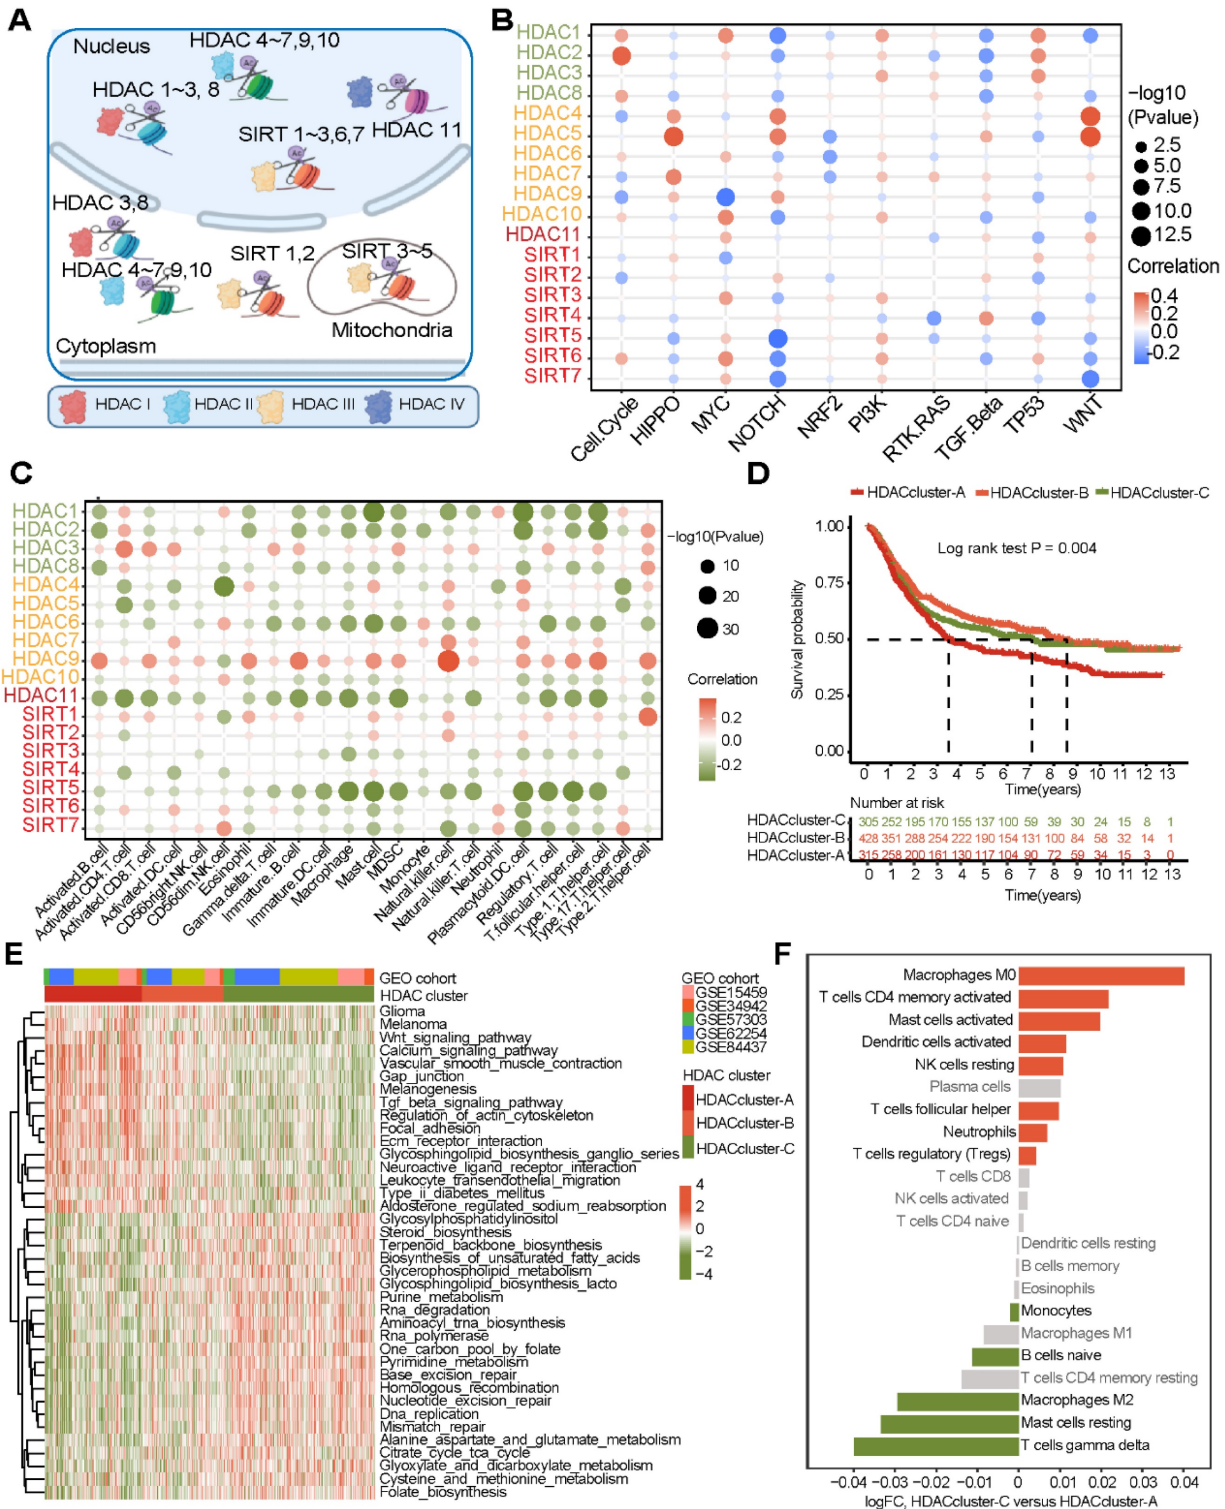 A
Nucleus
HDAC 4~7,9,10
Ac
HDAC 1~3, 8
Ac
Ac
HDAC 11
SIRT 1~3,6,7
Ac
HDAC 3,8
Ac
HDAC 4~7,9,10
Ac
SIRT 1,2
Ac
SIRT 3~5
Ac
Mitochondria
Cytoplasm
HDAC I HDAC II HDAC III HDAC IV
B
HDAC1
HDAC2
HDAC3
HDAC8
HDAC4
HDAC5
HDAC6
HDAC7
HDAC9
HDAC10
HDAC11
SIRT1
SIRT2
SIRT3
SIRT4
SIRT5
SIRT6
SIRT7
Cell.Cycle
HIPPO
MYC
NOTCH
NRF2
PI3K
RTK.RAS
TGF.Beta
TP53
WNT
−log10
(Pvalue)
2.5
5.0
7.5
10.0
12.5
Correlation
0.4
0.2
0.0
-0.2
C
HDAC1
HDAC2
HDAC3
HDAC8
HDAC4
HDAC5
HDAC6
HDAC7
HDAC9
HDAC10
HDAC11
SIRT1
SIRT2
SIRT3
SIRT4
SIRT5
SIRT6
SIRT7
Activated.B.cell
Activated.CD4.T.cell
Activated.CD8.T.cell
Activated.DC.cell
CD56bright.NK.cell
CD56dim.NK.cell
Eosinophil
Gamma.delta.T.cell
Immature.B.cell
Immature.DC.cell
Macrophage
Mast.cell
MDSC
Monocyte
Natural.killer.cell
Natural.killer.T.cell
Neutrophil
Plasmacytoid.DC.cell
Regulatory.T.cell
T.follicular.helper.cell
Type.1.T.helper.cell
Type.17.T.helper.cell
Type.2.T.helper.cell
−log10(Pvalue)
10
20
30
Correlation
0.2
0.0
-0.2
D
HDACcluster-A HDACcluster-B HDACcluster-C
Log rank test P = 0.004
Survival probability
1.00
0.75
0.50
0.25
0.00
0 1 2 3 4 5 6 7 8 9 10 11 12 13
Time(years)
Number at risk
HDACcluster-C 305 252 195 170 155 137 100 59 39 30 24 15 8 1
HDACcluster-B 428 351 288 254 222 190 154 131 100 84 58 32 14 1
HDACcluster-A 315 258 200 161 130 117 104 90 72 59 34 15 3 0
0 1 2 3 4 5 6 7 8 9 10 11 12 13
Time(years)
E
GEO cohort
HDAC cluster
Glioma
Melanoma
Wnt_signaling_pathway
Calcium_signaling_pathway
Vascular_smooth_muscle_contraction
Gap_junction
Melanogenesis
Tgf_beta_signaling_pathway
Regulation_of_actin_cytoskeleton
Focal_adhesion
Ecm_receptor_interaction
Glycosphingolipid_biosynthesis_ganglio_series
Neuroactive_ligand_receptor_interaction
Leukocyte_transendothelial_migration
Type_ii_diabetes_mellitus
Aldosterone_regulated_sodium_reabsorption
Glycosylphosphatidylinositol
Steroid_biosynthesis
Terpenoid_backbone_biosynthesis
Biosynthesis_of_unsaturated_fatty_acids
Glycerophospholipid_metabolism
Glycosphingolipid_biosynthesis_lacto
Purine_metabolism
Rna_degradation
Aminoacyl_trna_biosynthesis
Rna_polymerase
One_carbon_pool_by_folate
Pyrimidine_metabolism
Base_excision_repair
Homologous_recombination
Nucleotide_excision_repair
Dna_replication
Mismatch_repair
Alanine_aspartate_and_glutamate_metabolism
Citrate_cycle_tca_cycle
Glyoxylate_and_dicarboxylate_metabolism
Cysteine_and_methionine_metabolism
Folate_biosynthesis
GEO cohort
GSE15459
GSE34942
GSE57303
GSE62254
GSE84437
HDAC cluster
HDACcluster-A
HDACcluster-B
HDACcluster-C
4
2
0
−2
−4
F
Macrophages M0
T cells CD4 memory activated
Mast cells activated
Dendritic cells activated
NK cells resting
Plasma cells
T cells follicular helper
Neutrophils
T cells regulatory (Tregs)
T cells CD8
NK cells activated
T cells CD4 naive
Dendritic cells resting
B cells memory
Eosinophils
Monocytes
Macrophages M1
B cells naive
T cells CD4 memory resting
Macrophages M2
Mast cells resting
T cells gamma delta
−0.04 −0.03 −0.02 −0.01 0 0.01 0.02 0.03 0.04
logFC, HDACcluster-C versus HDACcluster-A